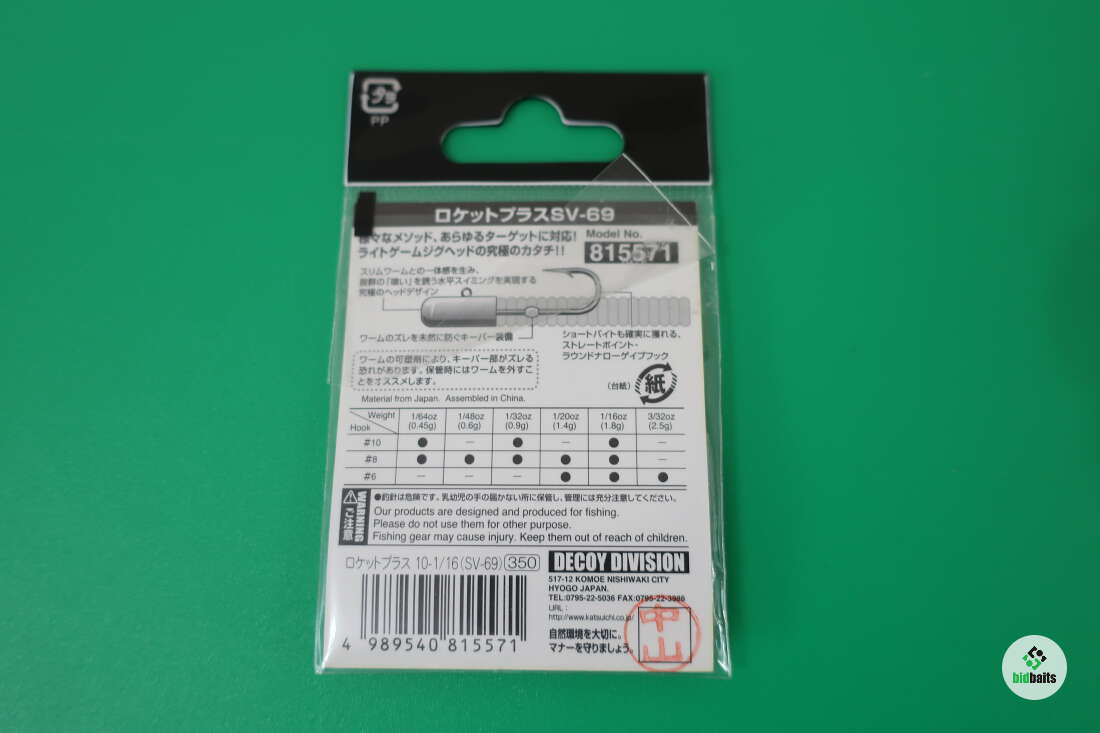 プラ
PP
ロケットプラスSV-69
様々なメソッド、あらゆるターゲットに対応!
ライトゲームジグヘッドの究極のカタチ!!
Model No.
815571
スリムワームとの一体感を生み、
抜群の「喰い」を誘う水平スイミングを実現する
究極のヘッドデザイン
ワームのズレを未然に防ぐキーパー装備
ショートバイトも確実に獲れる、
ストレートポイント・
ラウンドナローゲイプフック
ワームの可塑剤により、キーパー部がズレる
恐れがあります。保管時にはワームを外すこ
とをオススメします。
(台紙) 紙
Material from Japan. Assembled in China.
Weight 1/64oz 1/48oz 1/32oz 1/20oz 1/16oz 3/32oz
Hook (0.45g) (0.6g) (0.9g) (1.4g) (1.8g) (2.5g)
#10 ● — ● — ● —
#8 ● ● ● ● ● —
#6 — — — ● ● ●
WARNING
ご注意
●釣針は危険です。乳幼児の手の届かない所に保管し、管理には充分注意してください。
Our products are designed and produced for fishing.
Please do not use them for other purpose.
Fishing gear may cause injury. Keep them out of reach of children.
ロケットプラス 10-1/16 (SV-69) 350
DECOY DIVISION
517-12 KOMOE NISHIWAKI CITY
HYOGO JAPAN.
TEL:0795-22-5036 FAX:0795-22-3986
URL :
http://www.katsuichi.co.jp/
自然環境を大切に。
マナーを守りましょう。
中山
4 989540 815571
bidbaits